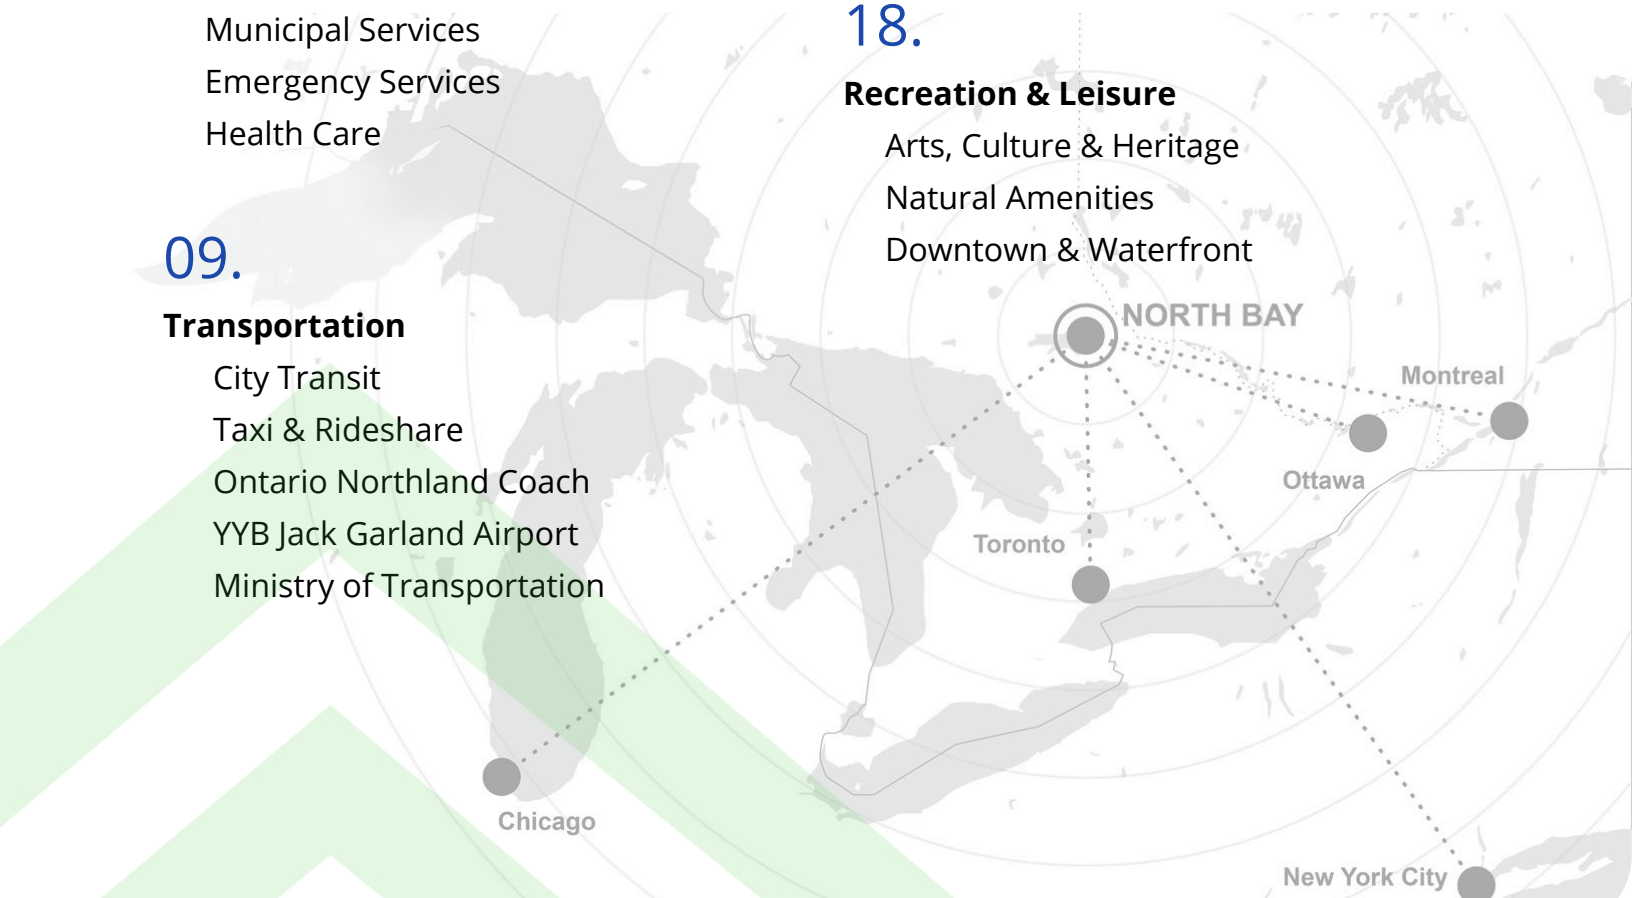 Municipal Services
Emergency Services
Health Care
09.
Transportation
City Transit
Taxi & Rideshare
Ontario Northland Coach
YYB Jack Garland Airport
Ministry of Transportation
18.
Recreation & Leisure
Arts, Culture & Heritage
Natural Amenities
Downtown & Waterfront
NORTH BAY
Montreal
Ottawa
Toronto
Chicago
New York City